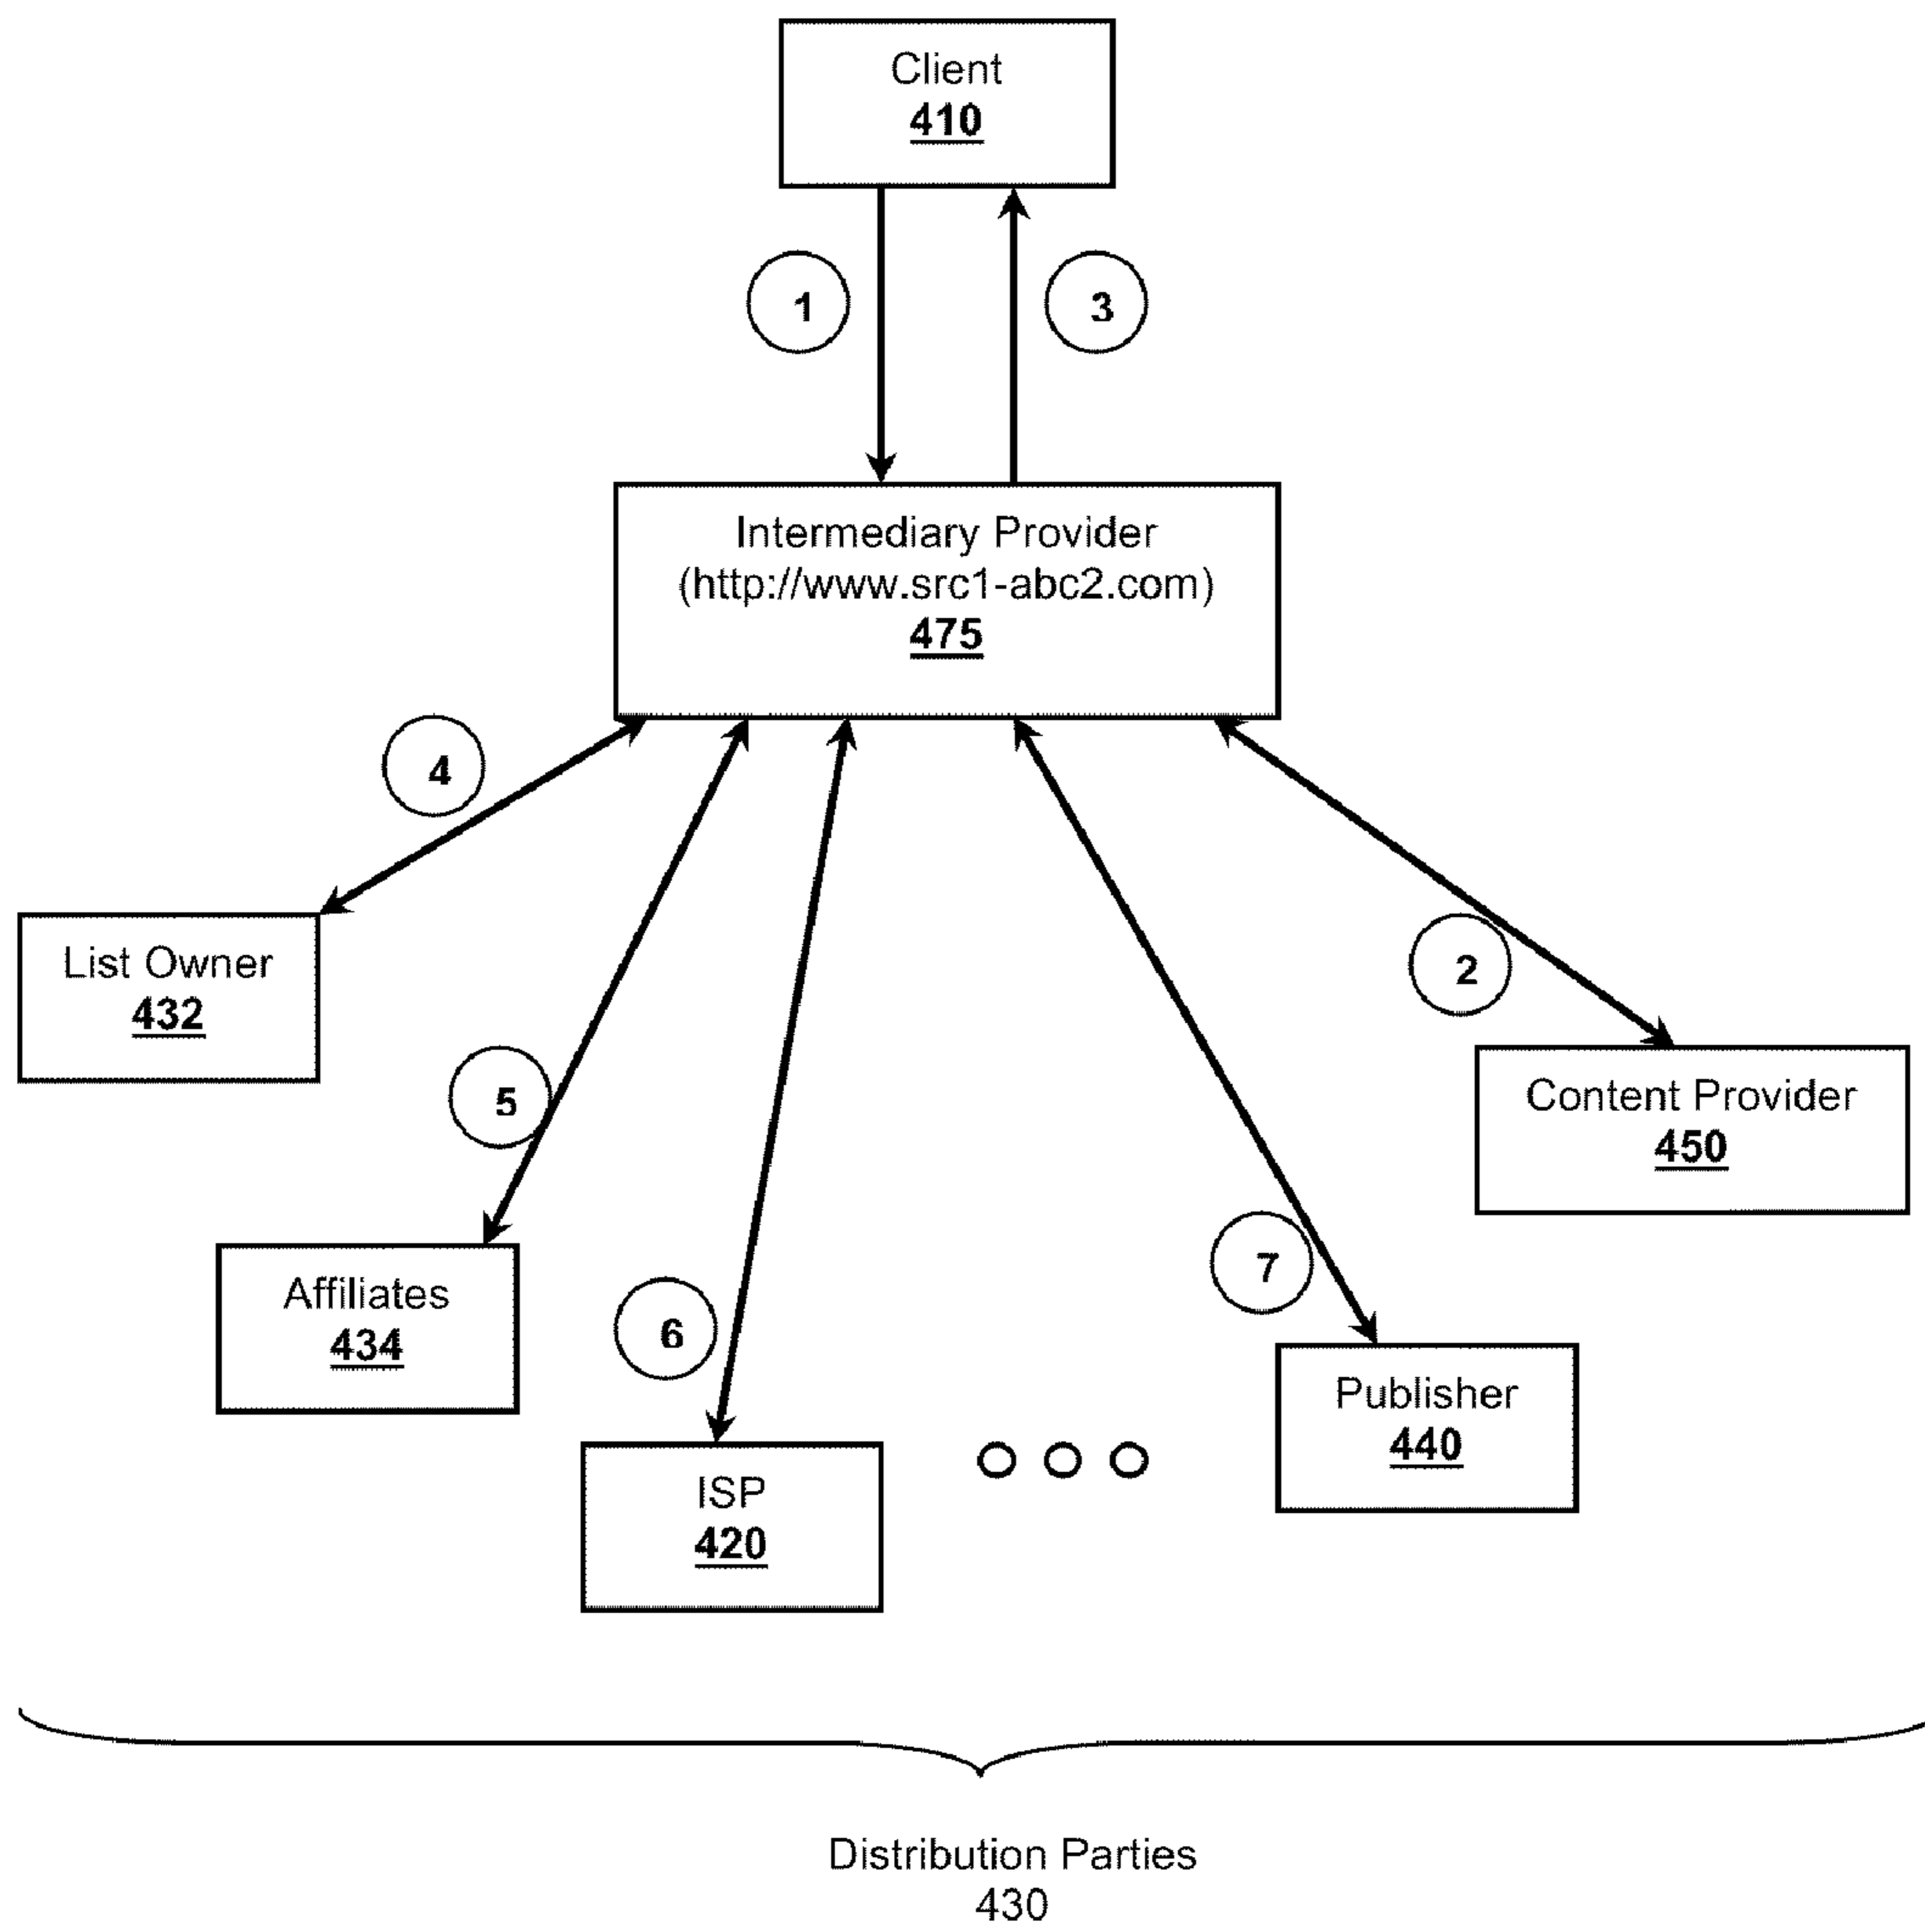 Client
410
1
3
Intermediary Provider
(http://www.src1-abc2.com)
475
4
List Owner
432
2
5
Content Provider
450
Affiliates
434
7
6
Publisher
440
ISP
420
Distribution Parties
430